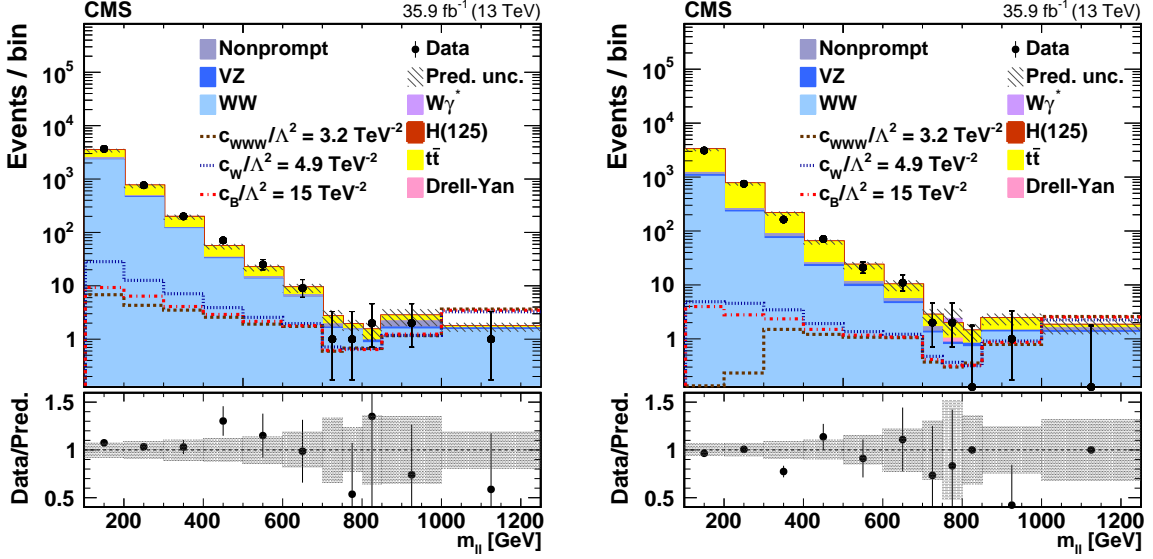 CMS 35.9 fb⁻¹ (13 TeV)
Events / bin
Nonprompt
VZ
WW
c_WWW/Λ² = 3.2 TeV⁻²
c_W/Λ² = 4.9 TeV⁻²
c_B/Λ² = 15 TeV⁻²
Data
Pred. unc.
Wγ*
H(125)
tt̄
Drell-Yan
10⁵
10⁴
10³
10²
10
1
Data/Pred.
1.5
1.0
0.5
200 400 600 800 1000 1200
m_ll [GeV]
CMS 35.9 fb⁻¹ (13 TeV)
Events / bin
Nonprompt
VZ
WW
c_WWW/Λ² = 3.2 TeV⁻²
c_W/Λ² = 4.9 TeV⁻²
c_B/Λ² = 15 TeV⁻²
Data
Pred. unc.
Wγ*
H(125)
tt̄
Drell-Yan
10⁵
10⁴
10³
10²
10
1
Data/Pred.
1.5
1.0
0.5
200 400 600 800 1000 1200
m_ll [GeV]